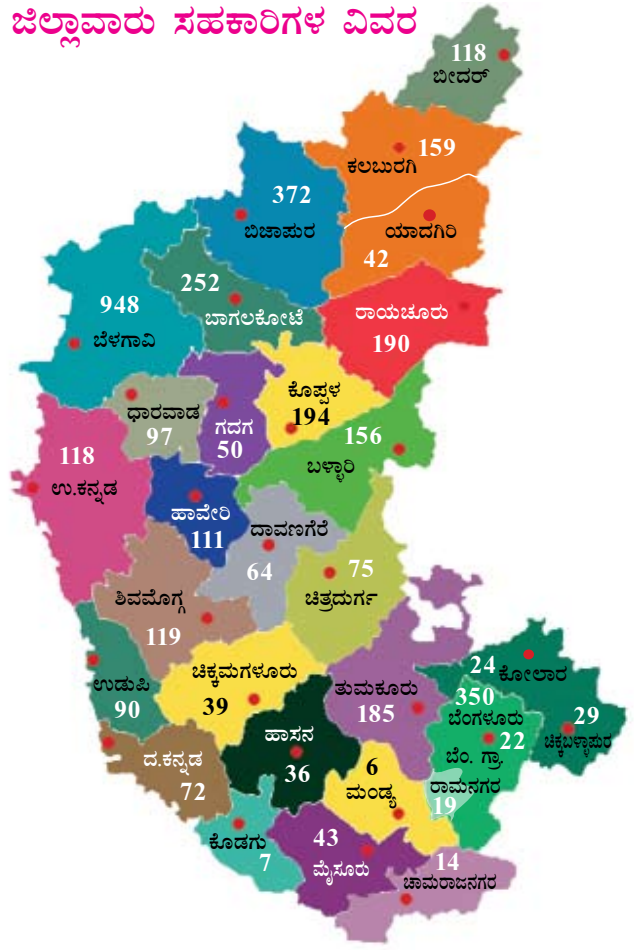 ಜಿಲ್ಲಾವಾರು ಸಹಕಾರಿಗಳ ವಿವರ
118
ಬೀದರ್
159
ಕಲಬುರಗಿ
372
ಬಿಜಾಪುರ
ಯಾದಗಿರಿ
42
252
ಬಾಗಲಕೋಟೆ
948
ಬೆಳಗಾವಿ
ರಾಯಚೂರು
190
ಕೊಪ್ಪಳ
194
ಧಾರವಾಡ
97
ಗದಗ
50
156
ಬಳ್ಳಾರಿ
118
ಉ.ಕನ್ನಡ
ಹಾವೇರಿ
111
ದಾವಣಗೆರೆ
64
75
ಚಿತ್ರದುರ್ಗ
ಶಿವಮೊಗ್ಗ
119
ಚಿಕ್ಕಮಗಳೂರು
39
ತುಮಕೂರು
185
24
ಕೋಲಾರ
350
ಬೆಂಗಳೂರು
22
ಬೆಂ. ಗ್ರಾ.
29
ಚಿಕ್ಕಬಳ್ಳಾಪುರ
ರಾಮನಗರ
19
ಉಡುಪಿ
90
ಹಾಸನ
36
ದ.ಕನ್ನಡ
72
6
ಮಂಡ್ಯ
ಕೊಡಗು
7
43
ಮೈಸೂರು
14
ಚಾಮರಾಜನಗರ